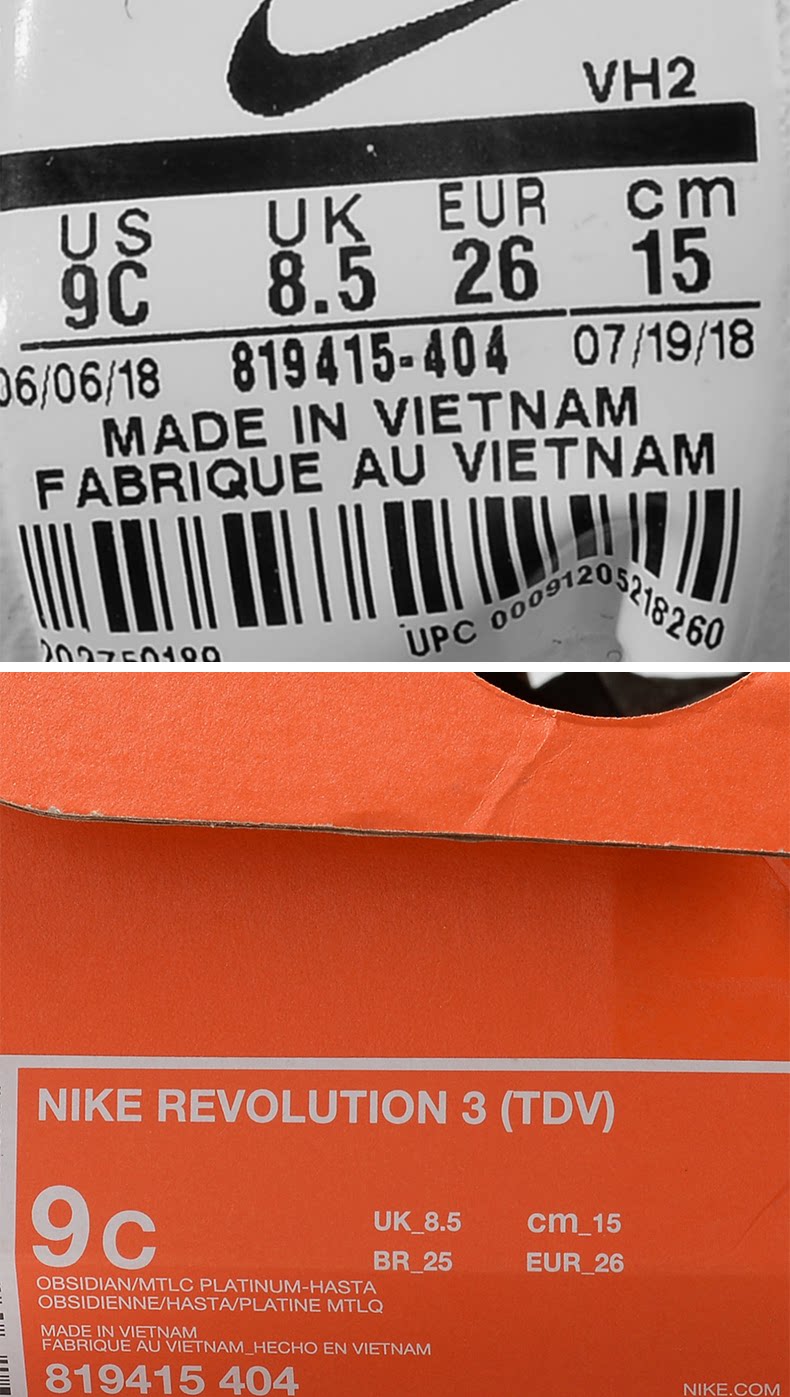 VH2
US UK EUR cm
9C 8.5 26 15
06/06/18 819415-404 07/19/18
MADE IN VIETNAM
FABRIQUE AU VIETNAM
UPC 00091205218260
NIKE REVOLUTION 3 (TDV)
9C UK_8.5 cm_15
BR_25 EUR_26
OBSIDIAN/MTLC PLATINUM-HASTA
OBSIDIENNE/HASTA/PLATINE MTLQ
MADE IN VIETNAM
FABRIQUE AU VIETNAM_HECHO EN VIETNAM
819415 404
NIKE.COM